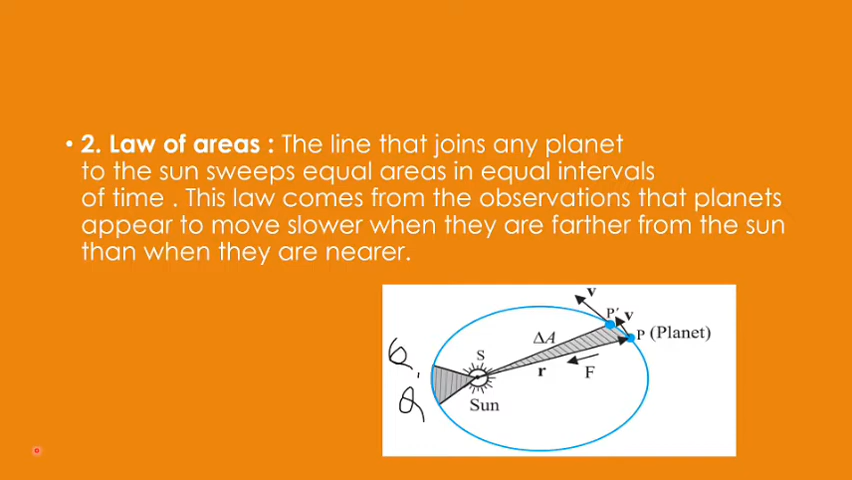 • 2. Law of areas : The line that joins any planet
to the sun sweeps equal areas in equal intervals
of time . This law comes from the observations that planets
appear to move slower when they are farther from the sun
than when they are nearer.
v
P′ v
P (Planet)
ΔA
S
r
F
Sun